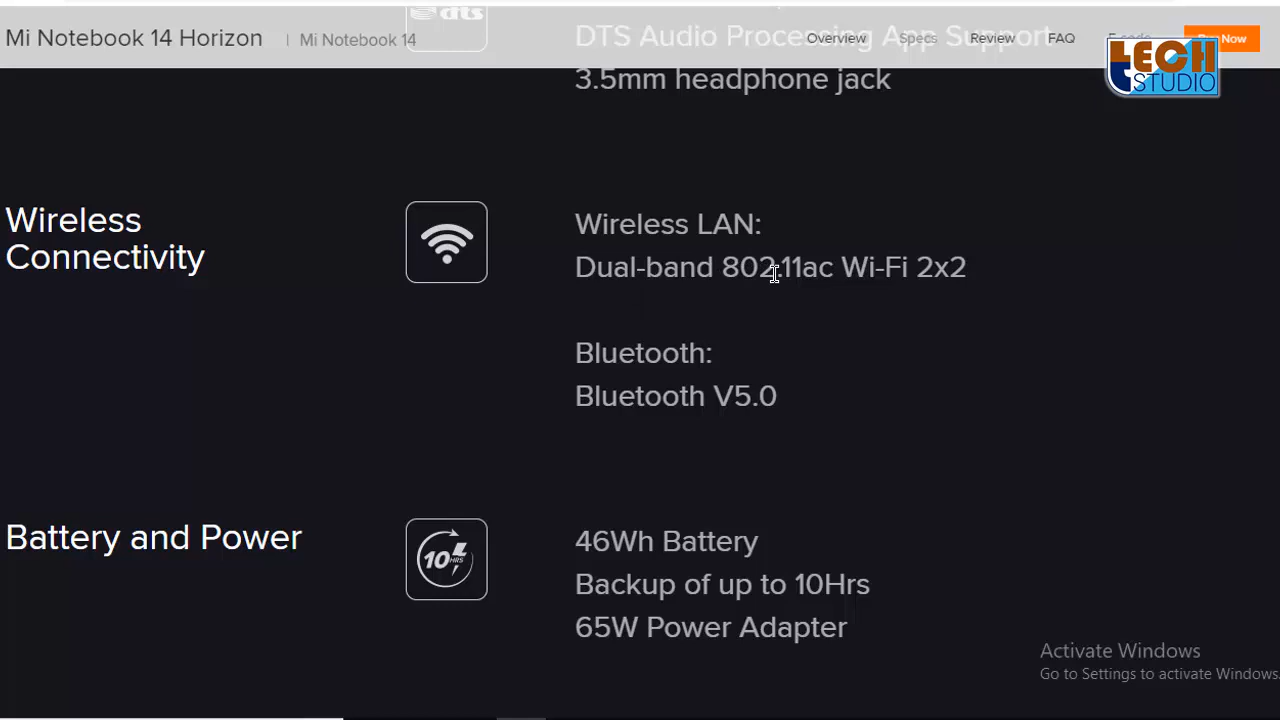 dts
DTS Audio Processing App Support
Mi Notebook 14 Horizon | Mi Notebook 14
Overview Specs Review FAQ Now
TECH
STUDIO
3.5mm headphone jack
Wireless
Connectivity
Wireless LAN:
Dual-band 802.11ac Wi-Fi 2x2
Bluetooth:
Bluetooth V5.0
Battery and Power
10 HRS
46Wh Battery
Backup of up to 10Hrs
65W Power Adapter
Activate Windows
Go to Settings to activate Windows.